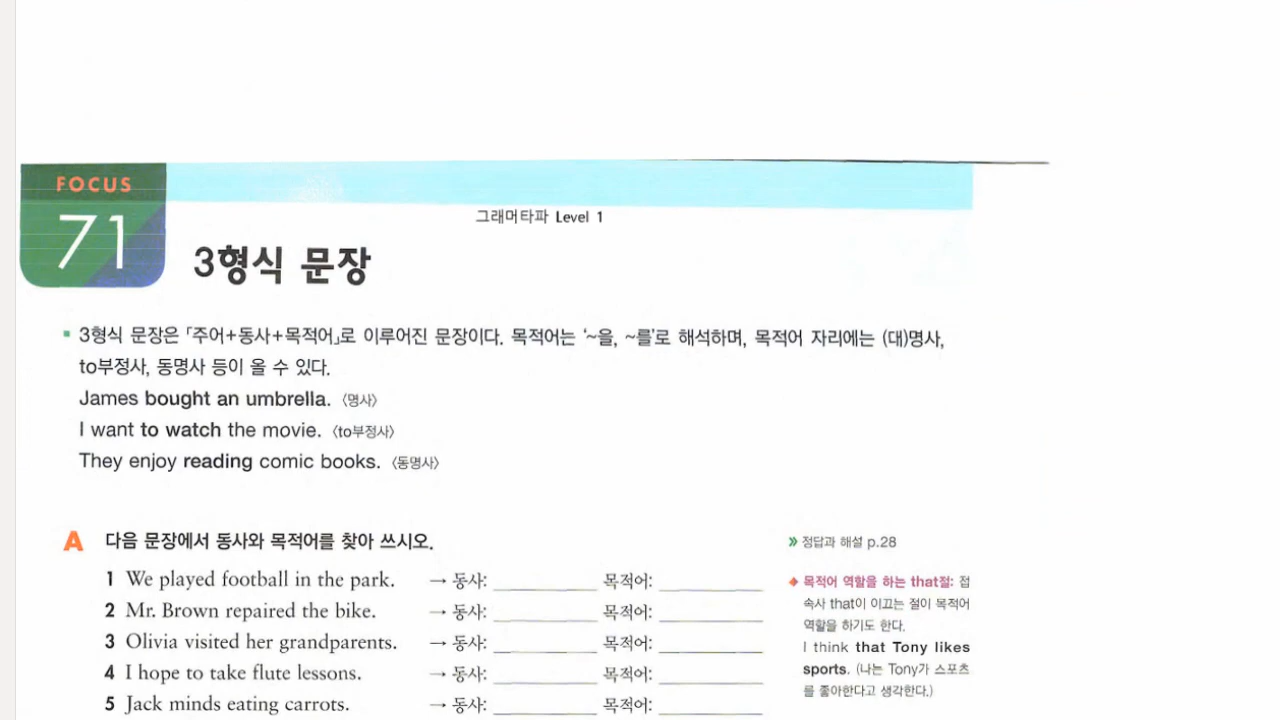 FOCUS
71
그래머타파 Level 1
3형식 문장
▪ 3형식 문장은 「주어+동사+목적어」로 이루어진 문장이다. 목적어는 '~을, ~를'로 해석하며, 목적어 자리에는 (대)명사,
to부정사, 동명사 등이 올 수 있다.
James bought an umbrella. 〈명사〉
I want to watch the movie. 〈to부정사〉
They enjoy reading comic books. 〈동명사〉
A 다음 문장에서 동사와 목적어를 찾아 쓰시오.
1 We played football in the park. → 동사: ________ 목적어: ________
2 Mr. Brown repaired the bike. → 동사: ________ 목적어: ________
3 Olivia visited her grandparents. → 동사: ________ 목적어: ________
4 I hope to take flute lessons. → 동사: ________ 목적어: ________
5 Jack minds eating carrots. → 동사: ________ 목적어: ________
» 정답과 해설 p.28
◆ 목적어 역할을 하는 that절: 접
속사 that이 이끄는 절이 목적어
역할을 하기도 한다.
I think that Tony likes
sports. (나는 Tony가 스포츠
를 좋아한다고 생각한다.)